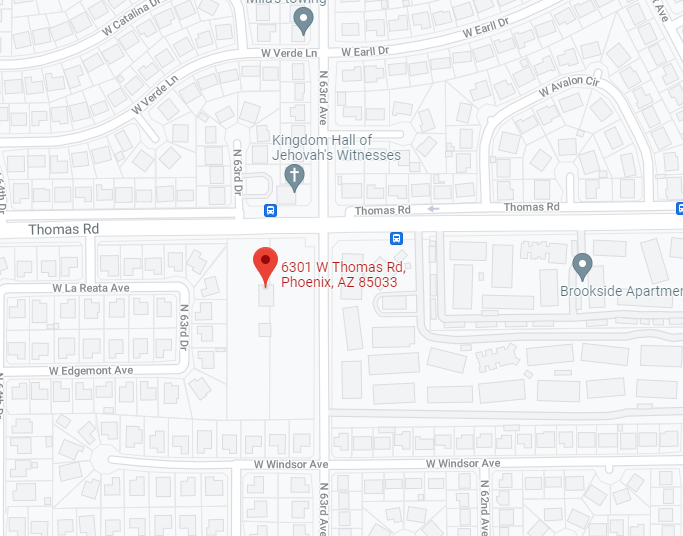 Mila's towing
W Catalina Dr
W Verde Ln
W Earll Dr
W Earll Dr
W Verde Ln
N 63rd Ave
W Avalon Cir
Ave
Kingdom Hall of
Jehovah's Witnesses
N 63rd Dr
64th Dr
Thomas Rd
Thomas Rd
Thomas Rd
6301 W Thomas Rd,
Phoenix, AZ 85033
W La Reata Ave
Brookside Apartmen
N 63rd Dr
W Edgemont Ave
N 64th Dr
W Windsor Ave
W Windsor Ave
N 63rd Ave
N 62nd Ave